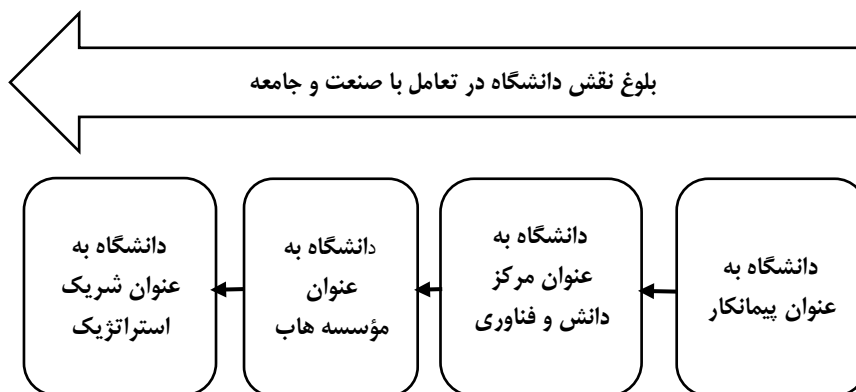 بلوغ نقش دانشگاه در تعامل با صنعت و جامعه
دانشگاه به
عنوان پیمانکار
دانشگاه به
عنوان مرکز
دانش و فناوری
دانشگاه به
عنوان
مؤسسه هاب
دانشگاه به
عنوان شریک
استراتژیک